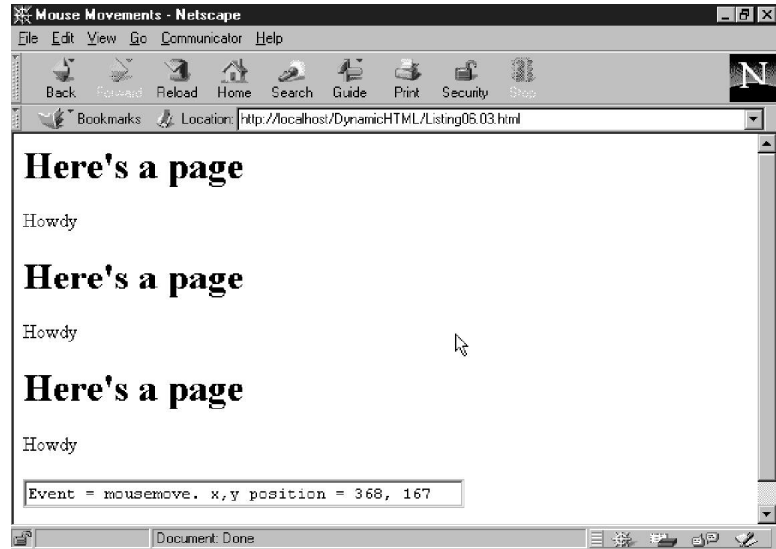 Mouse Movements - Netscape
File Edit View Go Communicator Help
Back Forward Reload Home Search Guide Print Security Stop
N
Bookmarks Location: http://localhost/DynamicHTML/Listing06.03.html
Here's a page
Howdy
Here's a page
Howdy
Here's a page
Howdy
Event = mousemove. x,y position = 368, 167
Document: Done